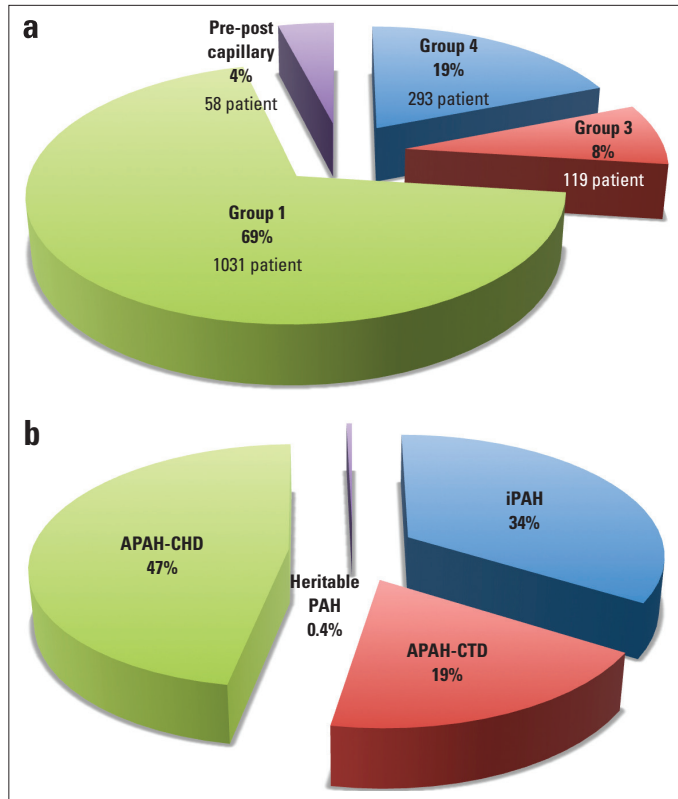 a
Pre-post
capillary
4%
58 patient
Group 4
19%
293 patient
Group 3
8%
119 patient
Group 1
69%
1031 patient
b
iPAH
34%
APAH-CHD
47%
Heritable
PAH
0.4%
APAH-CTD
19%